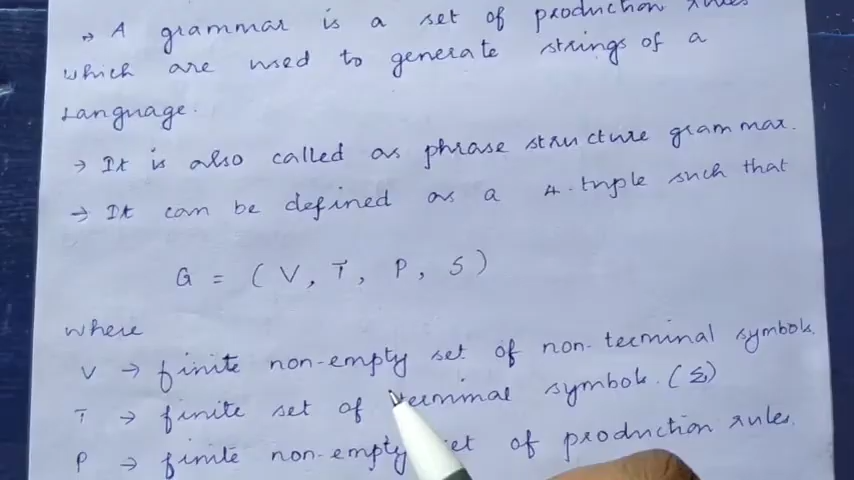 → A grammar is a set of production rules
which are used to generate strings of a
Language.
→ It is also called as phrase structure grammar.
→ It can be defined as a 4-tuple such that
G = (V, T, P, S)
where
V → finite non-empty set of non-terminal symbols.
T → finite set of terminal symbols. (Σ)
P → finite non-empty set of production rules.